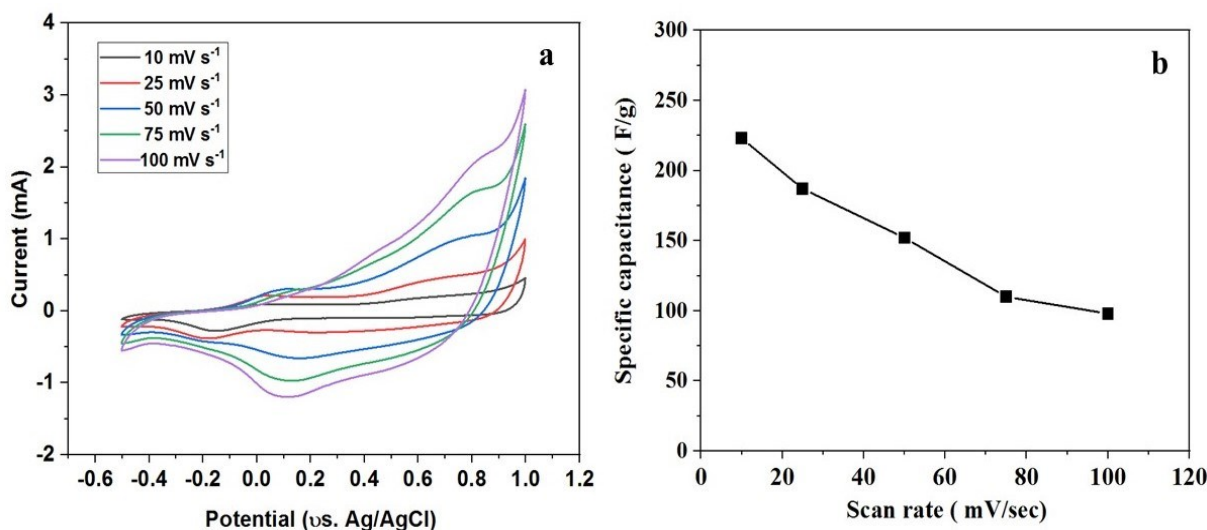 a
10 mV s⁻¹
25 mV s⁻¹
50 mV s⁻¹
75 mV s⁻¹
100 mV s⁻¹
Current (mA)
4
3
2
1
0
-1
-2
-0.6 -0.4 -0.2 0.0 0.2 0.4 0.6 0.8 1.0 1.2
Potential (υs. Ag/AgCl)
b
Specific capacitance ( F/g)
300
250
200
150
100
50
0
0 20 40 60 80 100 120
Scan rate ( mV/sec)